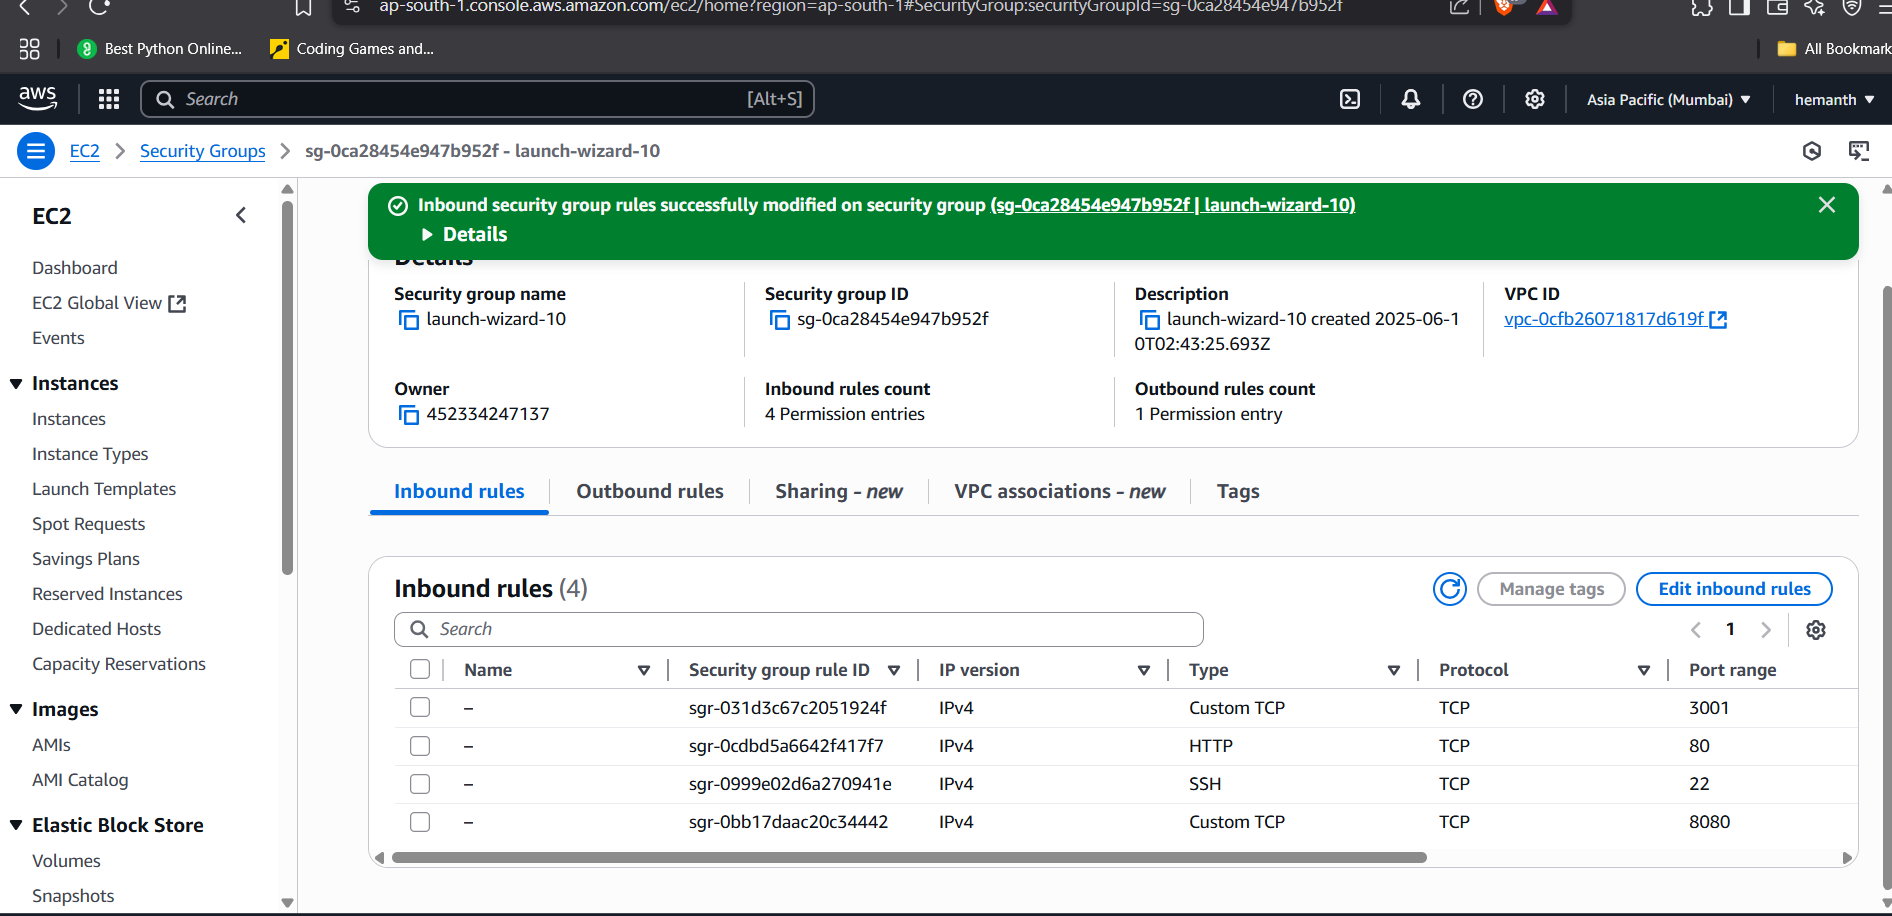 ap-south-1.console.aws.amazon.com/ec2/home?region=ap-south-1#SecurityGroup:securityGroupId=sg-0ca28454e947b952f
Best Python Online...
Coding Games and...
All Bookmark
aws
Search
[Alt+S]
Asia Pacific (Mumbai)
hemanth
EC2
Security Groups
sg-0ca28454e947b952f - launch-wizard-10
EC2
Dashboard
EC2 Global View
Events
Instances
Instances
Instance Types
Launch Templates
Spot Requests
Savings Plans
Reserved Instances
Dedicated Hosts
Capacity Reservations
Images
AMIs
AMI Catalog
Elastic Block Store
Volumes
Snapshots
Inbound security group rules successfully modified on security group (sg-0ca28454e947b952f | launch-wizard-10)
Details
Details
Security group name
launch-wizard-10
Security group ID
sg-0ca28454e947b952f
Description
launch-wizard-10 created 2025-06-1
0T02:43:25.693Z
VPC ID
vpc-0cfb26071817d619f
Owner
452334247137
Inbound rules count
4 Permission entries
Outbound rules count
1 Permission entry
Inbound rules
Outbound rules
Sharing - new
VPC associations - new
Tags
Inbound rules (4)
Manage tags
Edit inbound rules
Search
1
Name Security group rule ID IP version Type Protocol Port range
– sgr-031d3c67c2051924f IPv4 Custom TCP TCP 3001
– sgr-0cdbd5a6642f417f7 IPv4 HTTP TCP 80
– sgr-0999e02d6a270941e IPv4 SSH TCP 22
– sgr-0bb17daac20c34442 IPv4 Custom TCP TCP 8080